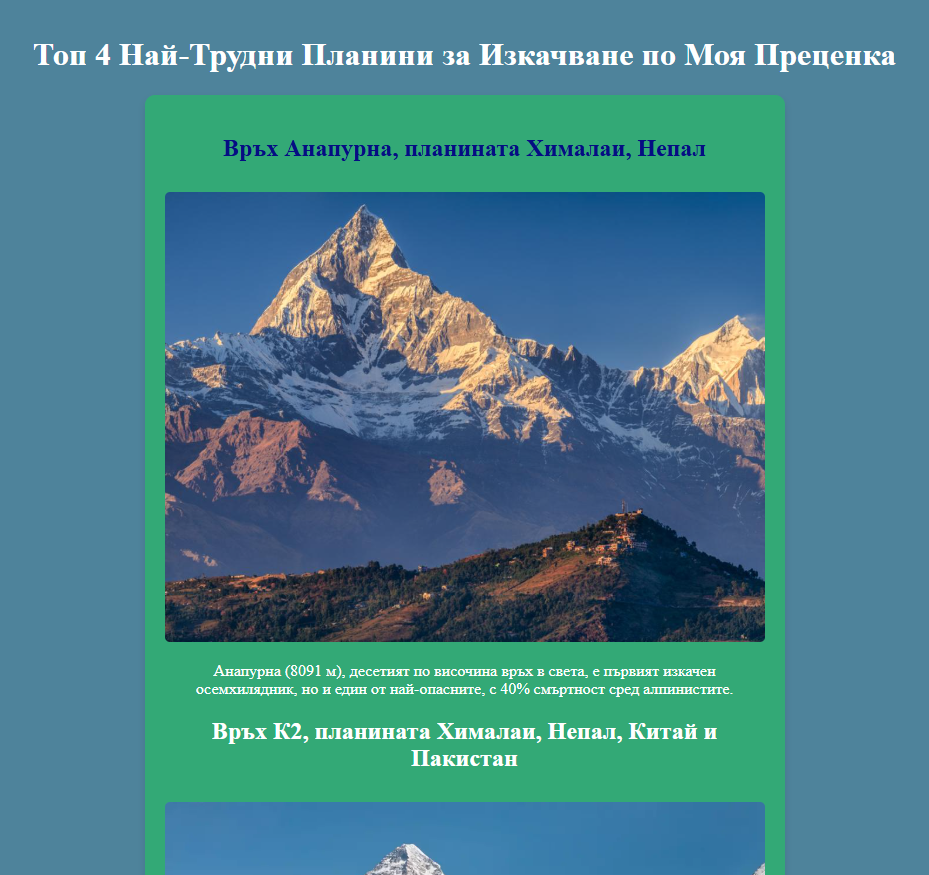 Топ 4 Най-Трудни Планини за Изкачване по Моя Преценка
Връх Анапурна, планината Хималаи, Непал
Анапурна (8091 м), десетият по височина връх в света, е първият изкачен
осемхилядник, но и един от най-опасните, с 40% смъртност сред алпинистите.
Връх К2, планината Хималаи, Непал, Китай и
Пакистан